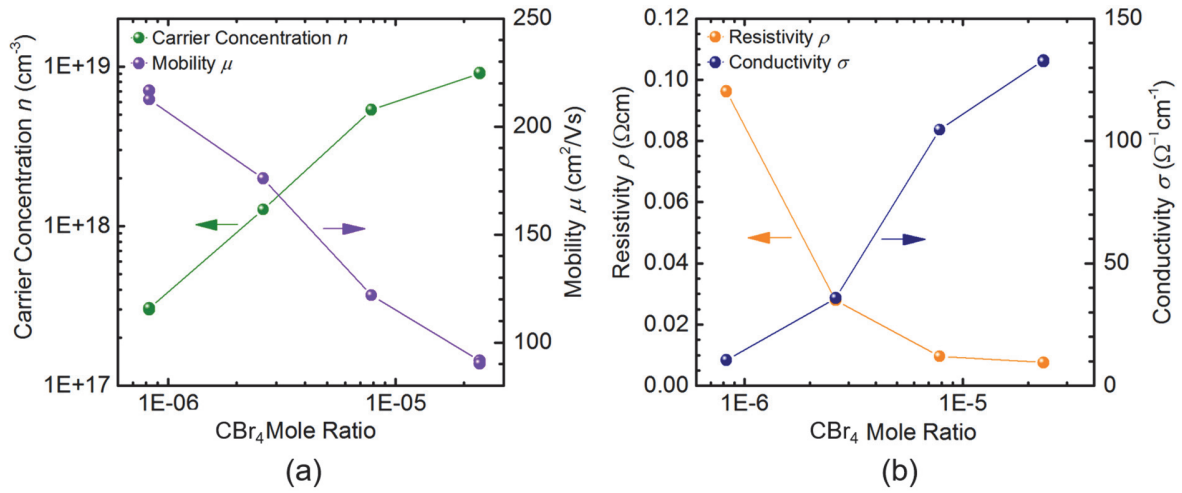 Carrier Concentration n (cm-3)
1E+19
1E+18
1E+17
Carrier Concentration n
Mobility μ
250
200
150
100
Mobility μ (cm2/Vs)
1E-06
1E-05
CBr4 Mole Ratio
(a)
Resistivity ρ (Ωcm)
0.12
0.10
0.08
0.06
0.04
0.02
0.00
Resistivity ρ
Conductivity σ
150
100
50
0
Conductivity σ (Ω-1cm-1)
1E-6
1E-5
CBr4 Mole Ratio
(b)